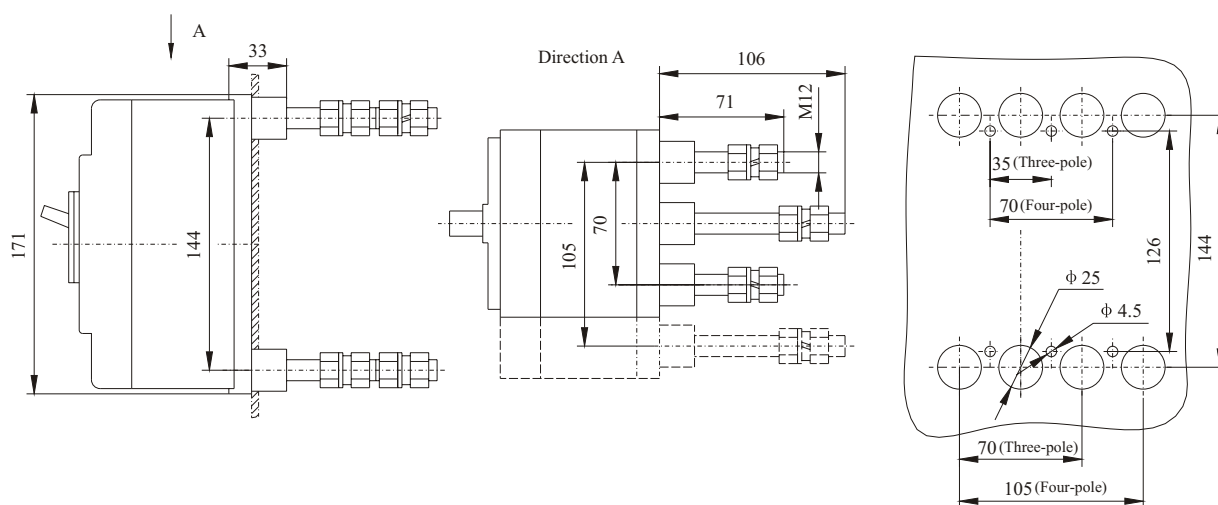 A
33
171
144
Direction A
106
71
M12
105
70
35 (Three-pole)
70 (Four-pole)
126
144
ϕ 25
ϕ 4.5
70 (Three-pole)
105 (Four-pole)